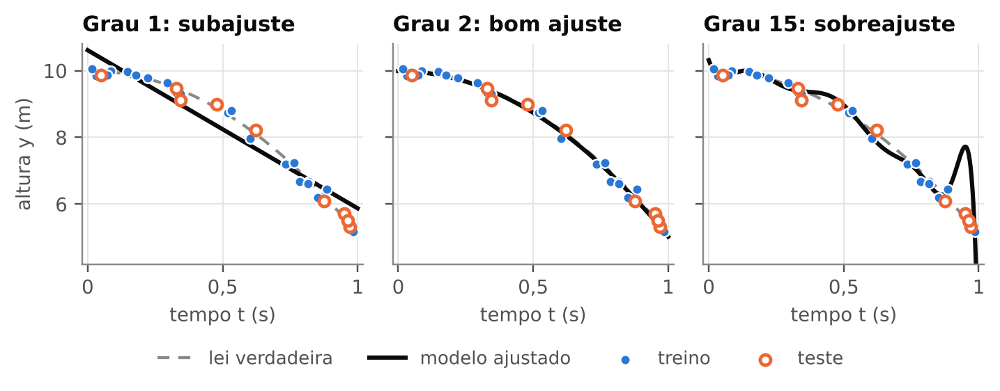 Grau 1: subajuste
Grau 2: bom ajuste
Grau 15: sobreajuste
altura y (m)
10
8
6
0 0,5 1
0 0,5 1
0 0,5 1
tempo t (s)
tempo t (s)
tempo t (s)
lei verdadeira
modelo ajustado
treino
teste